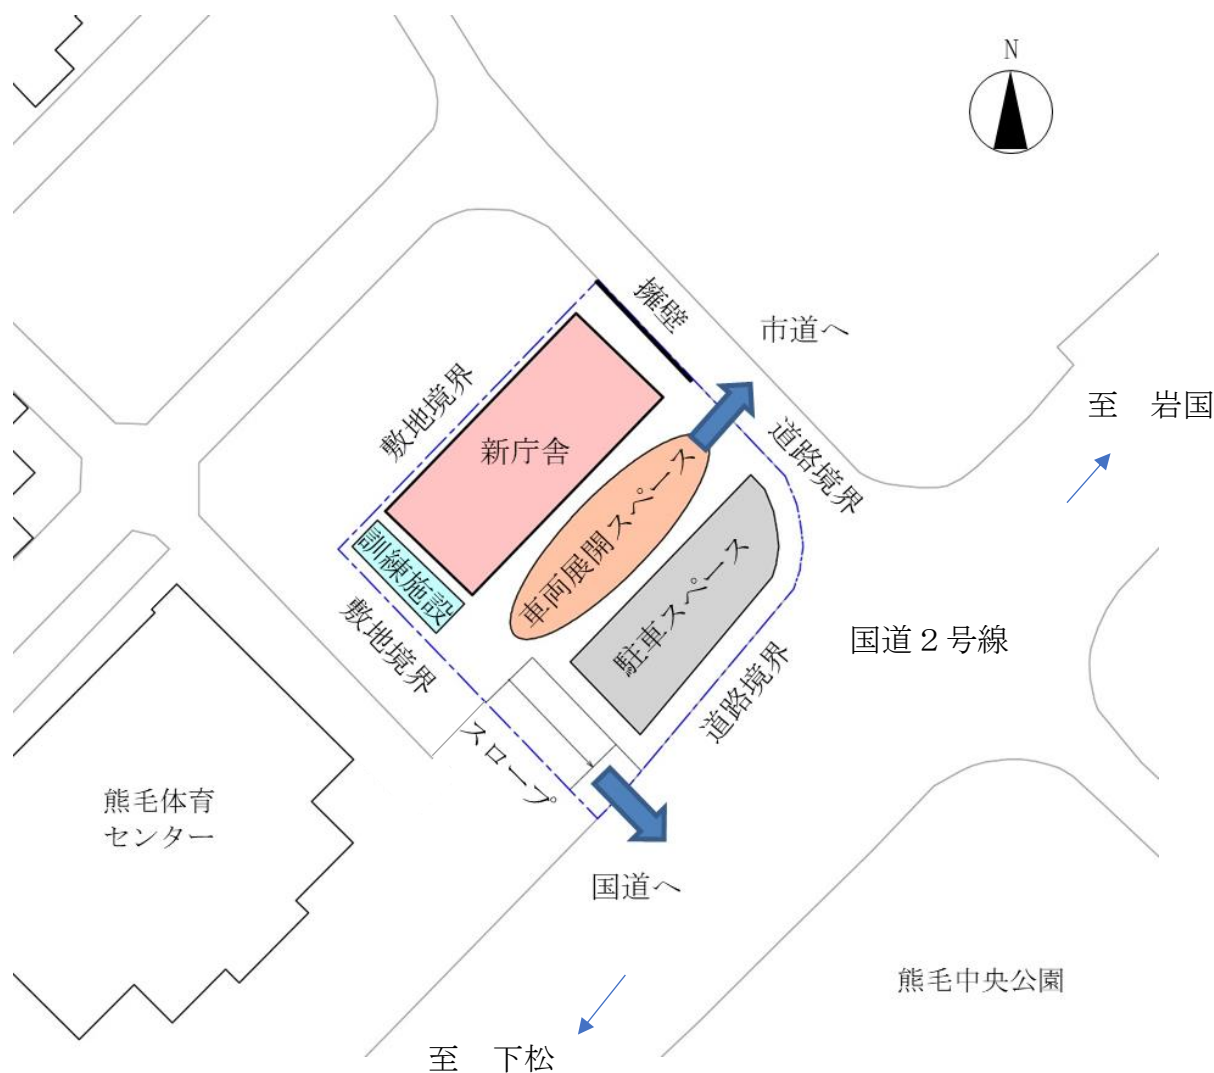 N
擁壁
市道へ
至　岩国
敷地境界
道路境界
新庁舎
車両展開スペース
訓練施設
駐車スペース
敷地境界
国道２号線
道路境界
スロープ
熊毛体育
センター
国道へ
熊毛中央公園
至　下松